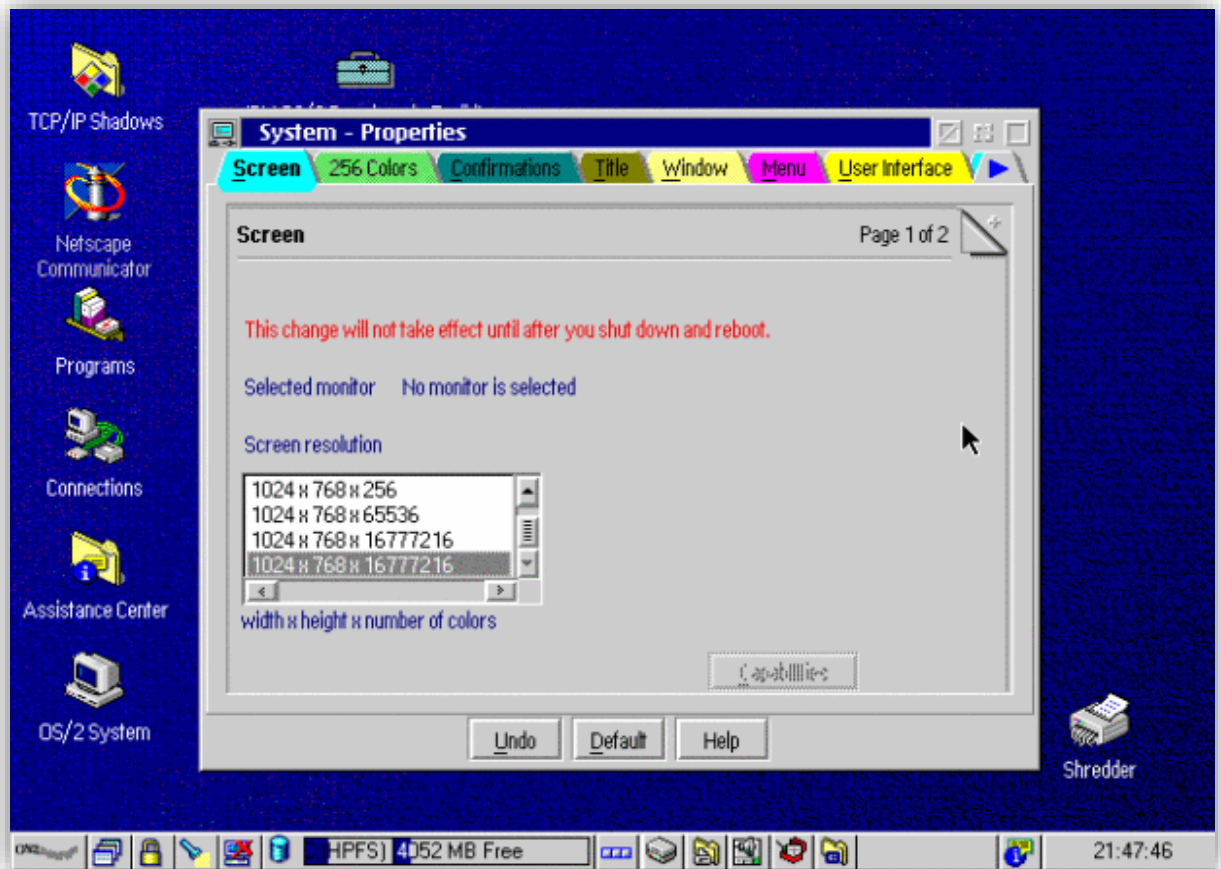 TCP/IP Shadows
Netscape
Communicator
Programs
Connections
Assistance Center
OS/2 System
System - Properties
Screen 256 Colors Confirmations Title Window Menu User Interface
Screen Page 1 of 2
This change will not take effect until after you shut down and reboot.
Selected monitor No monitor is selected
Screen resolution
1024 x 768 x 256
1024 x 768 x 65536
1024 x 768 x 16777216
1024 x 768 x 16777216
width x height x number of colors
Capabilities
Undo Default Help
Shredder
HPFS) 4052 MB Free 21:47:46